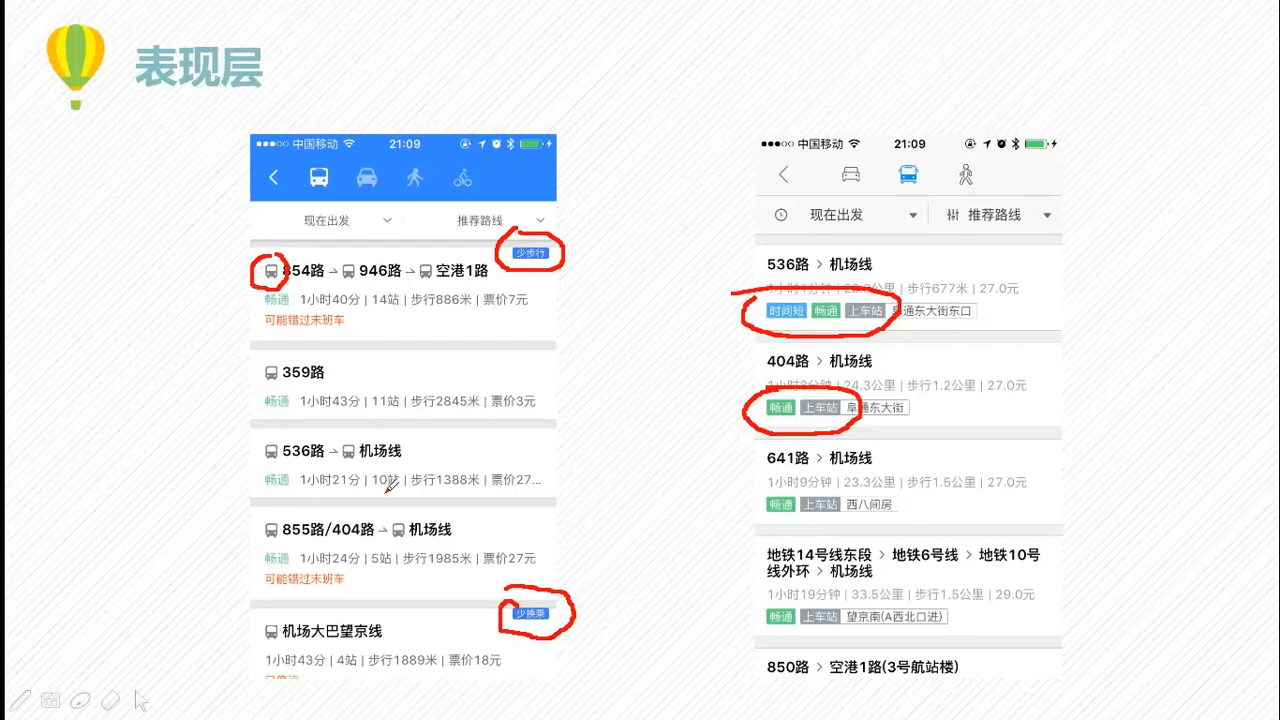 表现层
中国移动 21:09
现在出发 推荐路线
少步行
854路 → 946路 → 空港1路
畅通 1小时40分 | 14站 | 步行886米 | 票价7元
可能错过末班车
359路
畅通 1小时43分 | 11站 | 步行2845米 | 票价3元
536路 → 机场线
畅通 1小时21分 | 10站 | 步行1388米 | 票价27...
855路/404路 → 机场线
畅通 1小时24分 | 5站 | 步行1985米 | 票价27元
可能错过末班车
少换乘
机场大巴望京线
1小时43分 | 4站 | 步行1889米 | 票价18元
中国移动 21:09
现在出发 推荐路线
536路 > 机场线
步行677米 | 27.0元
时间短 畅通 上车站 阜通东大街东口
404路 > 机场线
1小时8分钟 | 24.3公里 | 步行1.2公里 | 27.0元
畅通 上车站 阜通东大街
641路 > 机场线
1小时9分钟 | 23.3公里 | 步行1.5公里 | 27.0元
畅通 上车站 西八间房
地铁14号线东段 > 地铁6号线 > 地铁10号
线外环 > 机场线
1小时19分钟 | 33.5公里 | 步行1.5公里 | 29.0元
畅通 上车站 望京南(A西北口进)
850路 > 空港1路(3号航站楼)